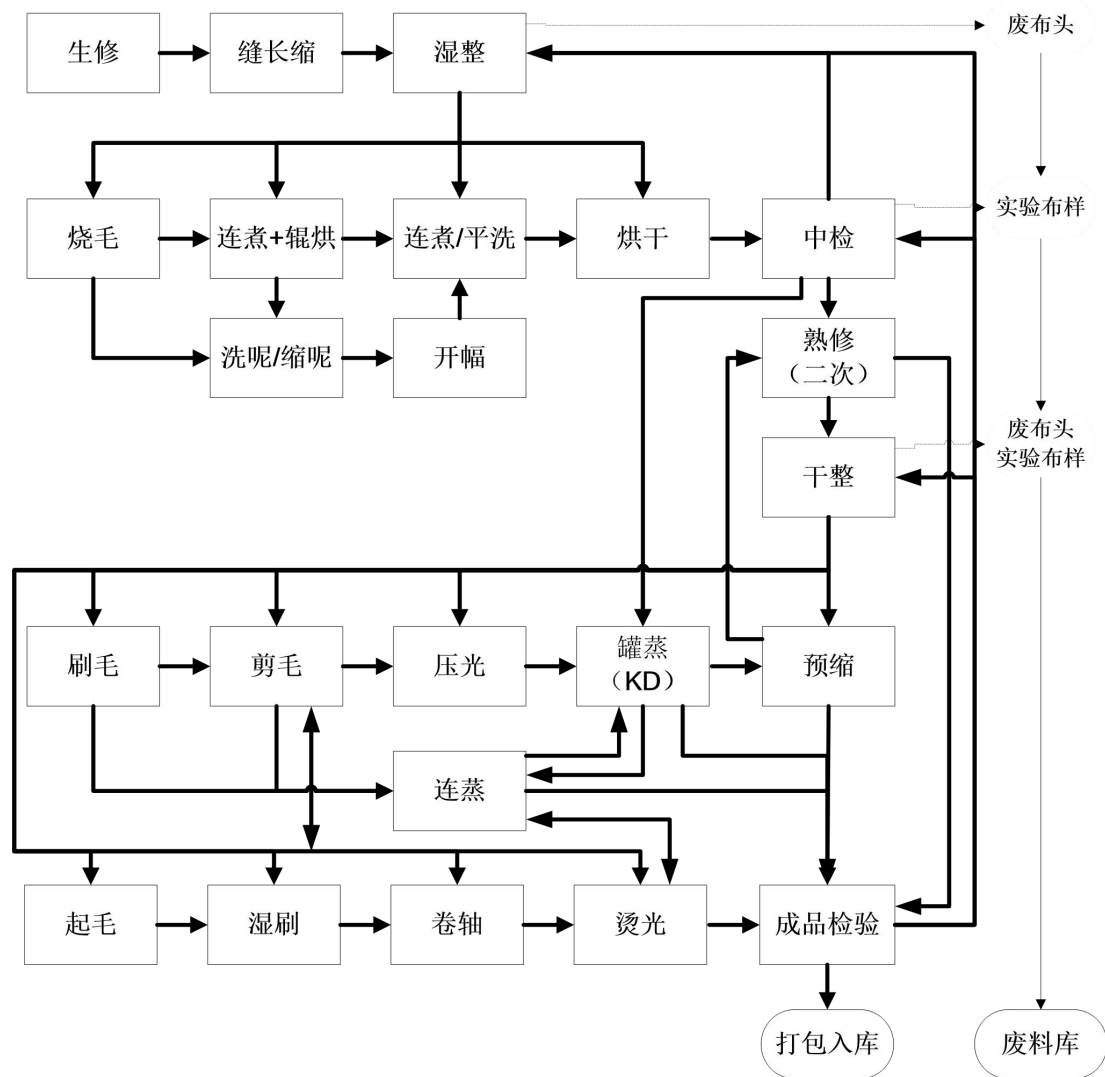 生修
缝长缩
湿整
废布头
烧毛
连煮+辊烘
连煮/平洗
烘干
中检
实验布样
洗呢/缩呢
开幅
熟修
（二次）
干整
废布头
实验布样
刷毛
剪毛
压光
罐蒸
（KD）
预缩
连蒸
起毛
湿刷
卷轴
烫光
成品检验
打包入库
废料库